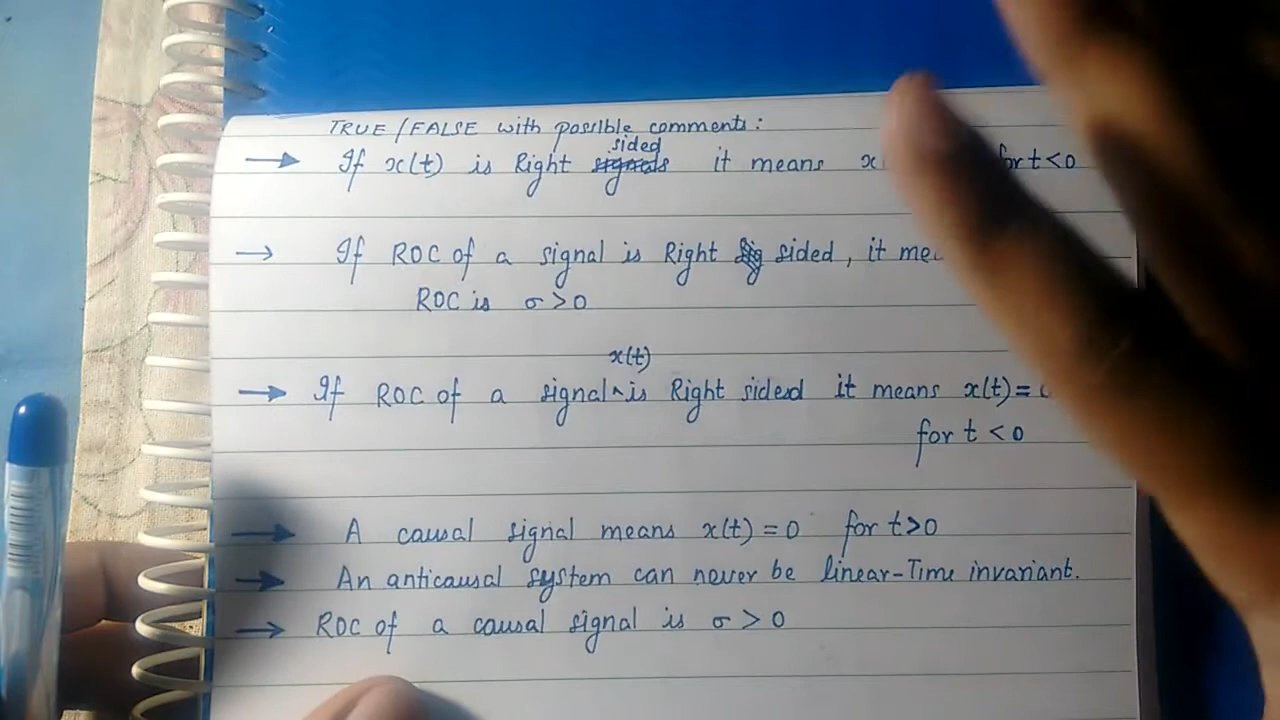 TRUE/FALSE with possible comments:
sided
→ If x(t) is Right signals it means x for t<0
→ If ROC of a signal is Right sig sided, it
ROC is σ>0
x(t)
→ If ROC of a signal^is Right sided it means x(t)=
for t<0
→ A causal signal means x(t)=0 for t>0
→ An anticausal system can never be linear-Time invariant.
→ ROC of a causal signal is σ>0